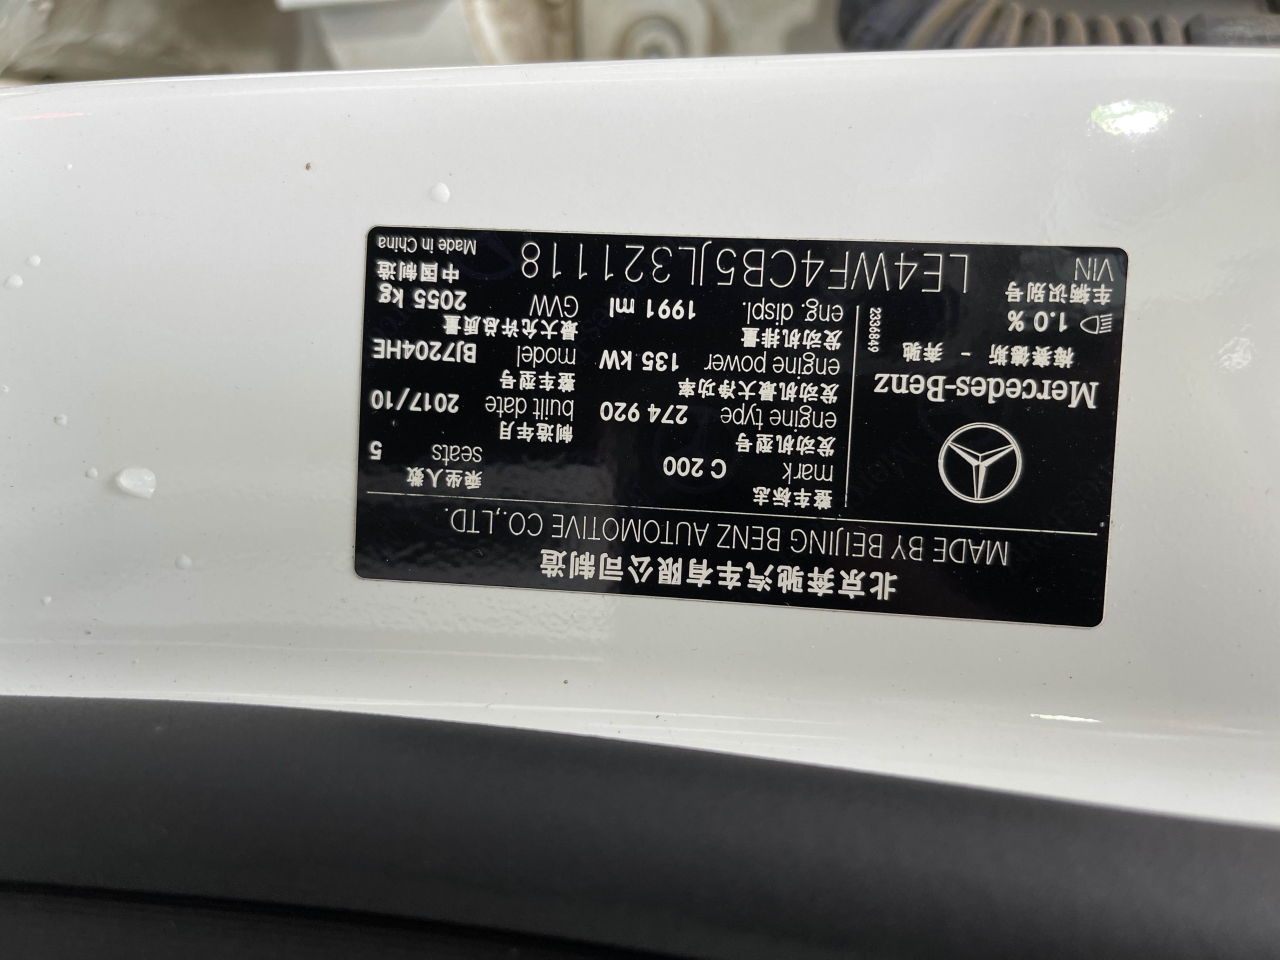 北京奔驰汽车有限公司制造
MADE BY BEIJING BENZ AUTOMOTIVE CO.,LTD.
Mercedes-Benz
梅赛德斯 - 奔驰
1.0 %
2334849
整车标志
mark C 200
发动机型号
engine type 274 920
发动机最大净功率
engine power 135 kW
发动机排量
eng. displ. 1991 ml
乘坐人数
seats 5
制造年月
built date 2017/10
整车型号
model BJ7204HE
最大允许总质量
GVW 2055 kg
车辆识别号
VIN LE4WF4CB5JL321118
中国制造
Made in China